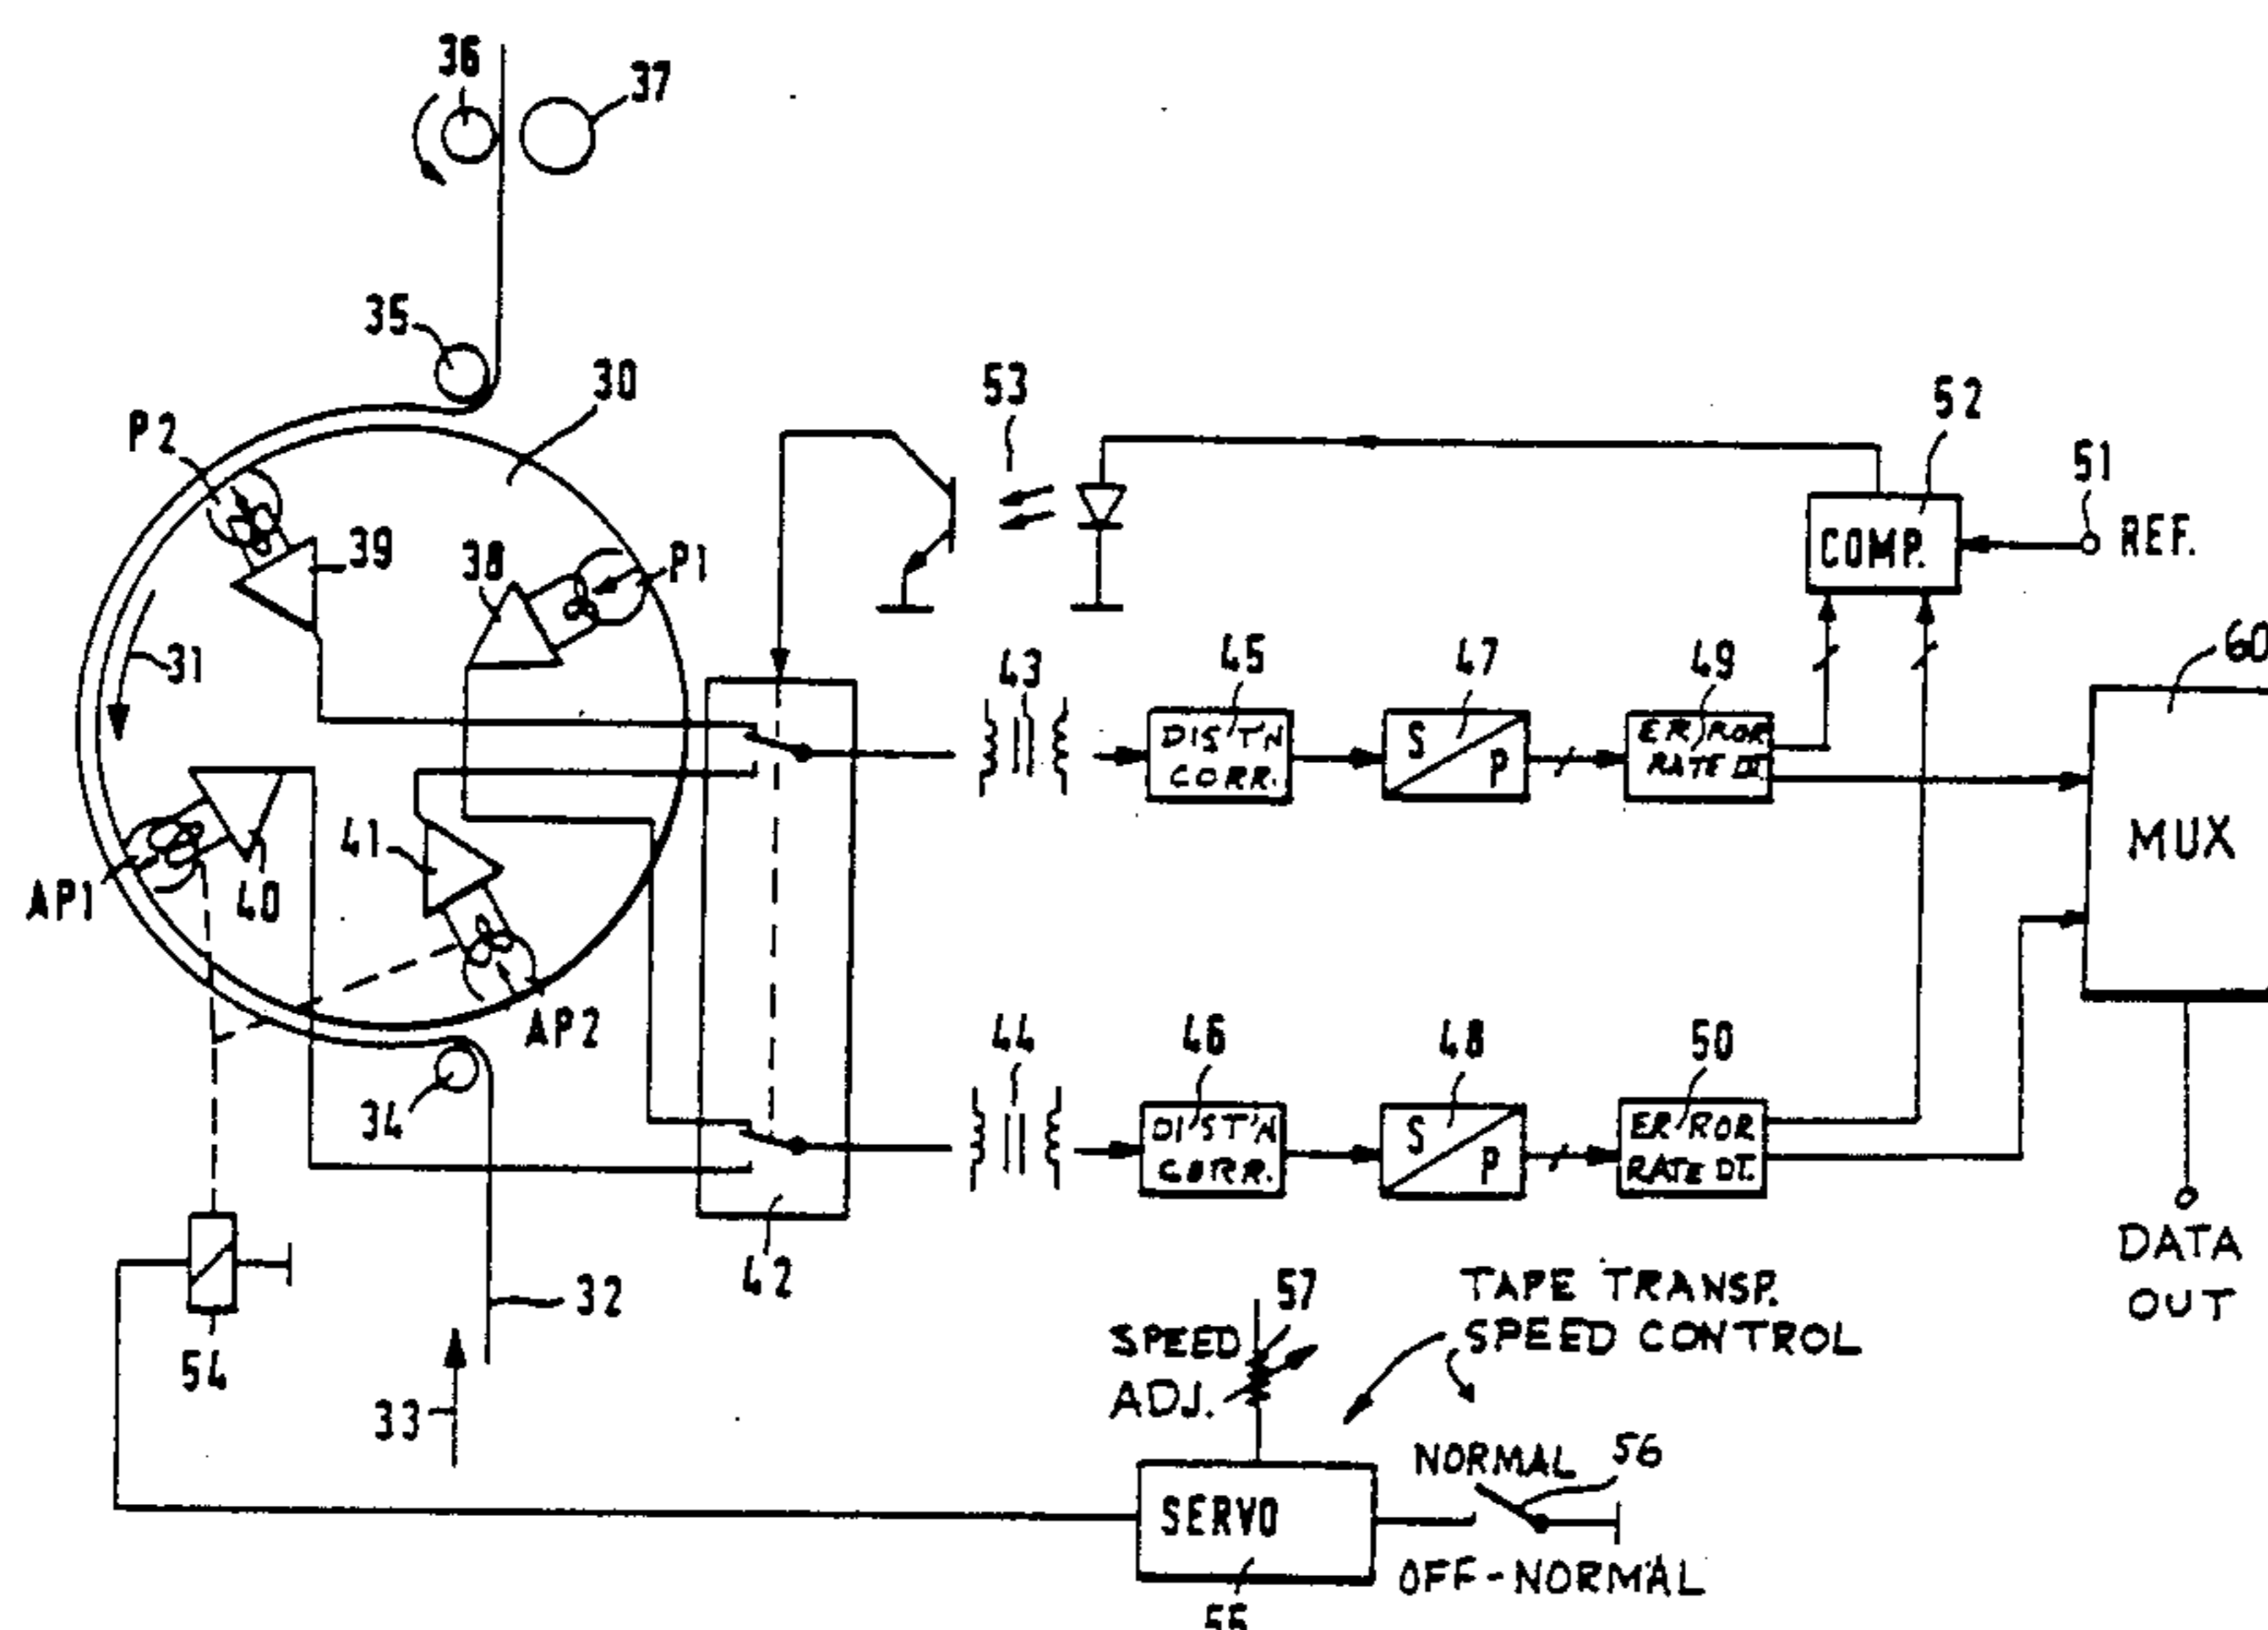 36
37
35
30
P2
39
38
P1
31
AP1
40
41
AP2
34
54
32
33
42
53
52
51
COMP.
REF.
43
45
DIS'T'N
CORR.
47
S
P
49
ERROR
RATE DT.
60
MUX
44
46
DIS'T'N
CORR.
48
S
P
50
ERROR
RATE DT.
DATA
OUT
57
SPEED
ADJ.
TAPE TRANSP.
SPEED CONTROL
SERVO
55
NORMAL
56
OFF-NORMAL